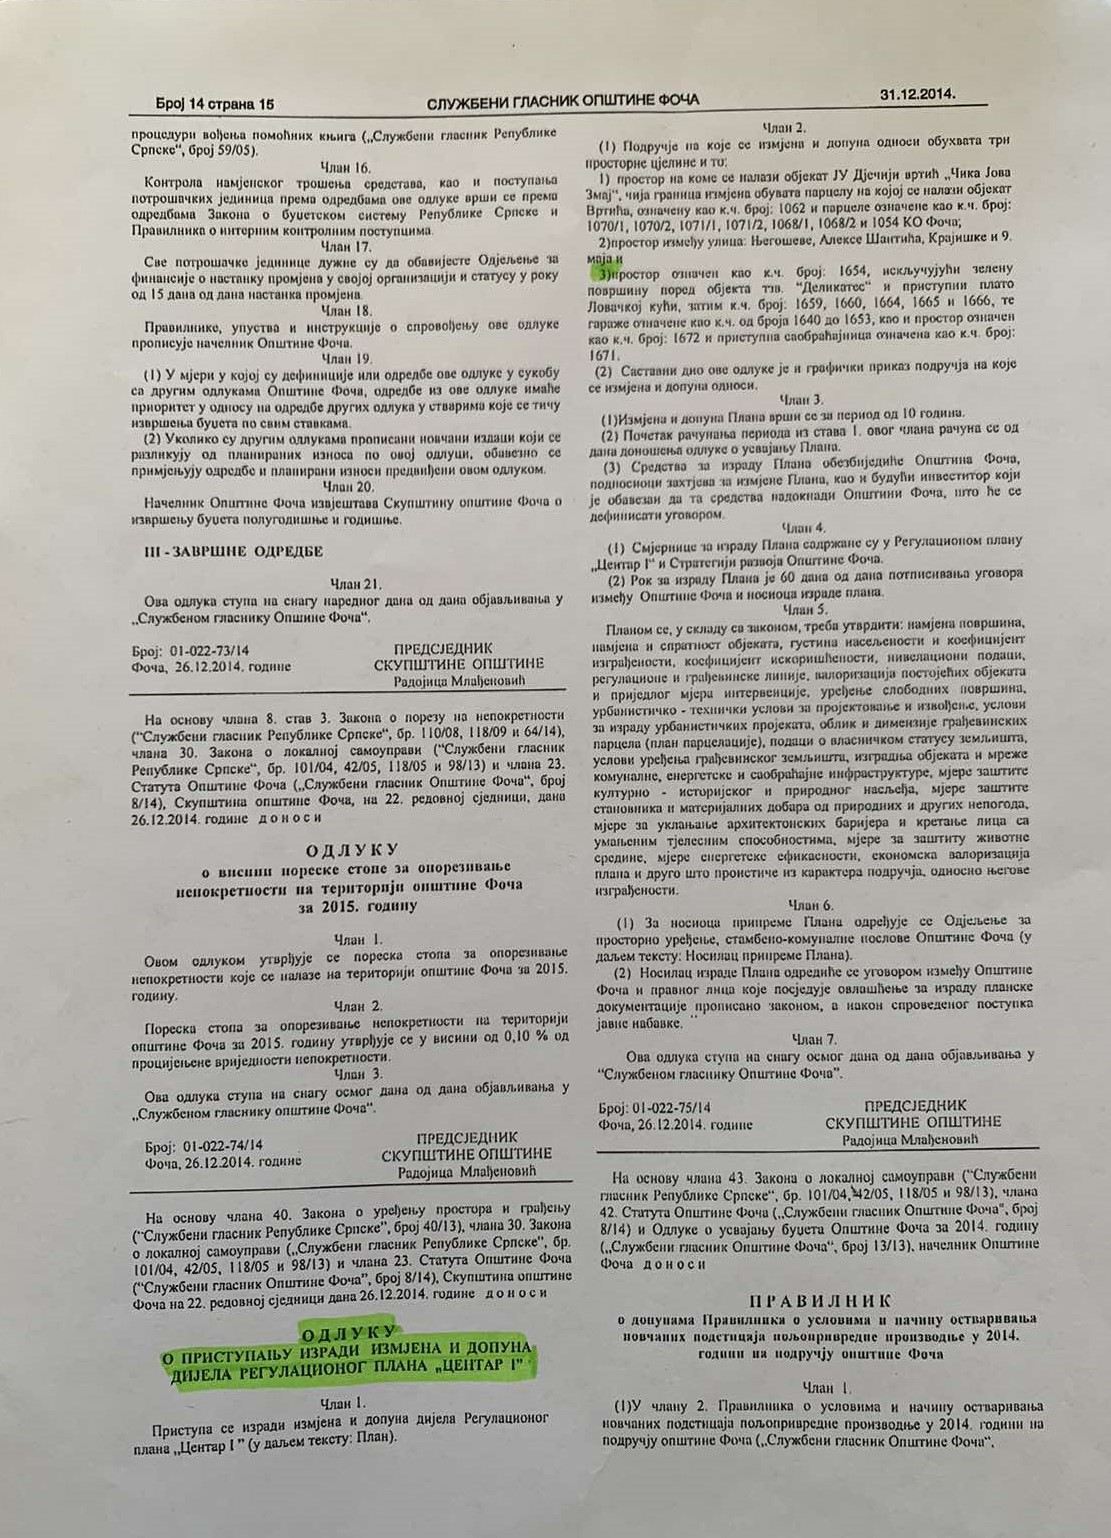 Број 14 страна 15
СЛУЖБЕНИ ГЛАСНИК ОПШТИНЕ ФОЧА
31.12.2014.
процедури вођења помоћних књига („Службени гласник Републике
Српске“, број 59/05).
Члан 16.
Контрола намјенског трошења средстава, као и поступања
потрошачких јединица према одредбама ове одлуке врши се према
одредбама Закона о буџетском систему Републике Српске и
Правилника о интерним контролним поступцима.
Члан 17.
Све потрошачке јединице дужне су да обавијесте Одјељење за
финансије о настанку промјена у својој организацији и статусу у року
од 15 дана од дана настанка промјена.
Члан 18.
Правилнике, упуства и инструкције о спровођењу ове одлуке
прописује начелник Општине Фоча.
Члан 19.
(1) У мјери у којој су дефиниције или одредбе ове одлуке у сукобу
са другим одлукама Општине Фоча, одредбе из ове одлуке имаће
приоритет у односу на одредбе других одлука у стварима које се тичу
извршења буџета по свим ставкама.
(2) Уколико су другим одлукама прописани новчани издаци који се
разликују од планираних износа по овој одлуци, обавезно се
примјењују одредбе и планирани износи предвиђени овом одлуком.
Члан 20.
Начелник Општине Фоча извјештава Скупштину општине Фоча о
извршењу буџета полугодишње и годишње.
III - ЗАВРШНЕ ОДРЕДБЕ
Члан 21.
Ова одлука ступа на снагу наредног дана од дана објављивања у
„Службеном гласнику Опшине Фоча“.
Број: 01-022-73/14
ПРЕДСЈЕДНИК
Фоча, 26.12.2014. године
СКУПШТИНЕ ОПШТИНЕ
Радојица Млађеновић
На основу члана 8. став 3. Закона о порезу на непокретности
(“Службени гласник Републике Српске“, бр. 110/08, 118/09 и 64/14),
члана 30. Закона о локалној самоуправи (“Службени гласник
Републике Српске“, бр. 101/04, 42/05, 118/05 и 98/13) и члана 23.
Статута Општине Фоча („Службени гласник Општине Фоча“, број
8/14), Скупштина општине Фоча, на 22. редовној сједници, дана
26.12.2014. године д о н о с и
О Д Л У К У
о висини пореске стопе за опорезивање
непокретности на територији општине Фоча
за 2015. годину
Члан 1.
Овом одлуком утврђује се пореска стопа за опорезивање
непокретности које се налазе на територији општине Фоча за 2015.
годину.
Члан 2.
Пореска стопа за опорезивање непокретности на територији
општине Фоча за 2015. годину утврђује се у висини од 0,10 % од
процијењене вриједности непокретности.
Члан 3.
Ова одлука ступа на снагу осмог дана од дана објављивања у
„Службеном гласнику општине Фоча“.
Број: 01-022-74/14
ПРЕДСЈЕДНИК
Фоча, 26.12.2014. године
СКУПШТИНЕ ОПШТИНЕ
Радојица Млађеновић
На основу члана 40. Закона о уређењу простора и грађењу
(“Службени гласник Републике Српске”, број 40/13), члана 30. Закона
о локалној самоуправи („Службени гласник Републике Српске“, бр.
101/04, 42/05, 118/05 и 98/13) и члана 23. Статута Општине Фоча
(“Службени гласник Општине Фоча”, број 8/14), Скупштина општине
Фоча на 22. редовној сједници дана 26.12.2014. године д о н о с и
О Д Л У К У
О ПРИСТУПАЊУ ИЗРАДИ ИЗМЈЕНА И ДОПУНА
ДИЈЕЛА РЕГУЛАЦИОНОГ ПЛАНА „ЦЕНТАР I”
Члан 1.
Приступа се изради измјена и допуна дијела Регулационог
плана „Центар I ” (у даљем тексту: План).
Члан 2.
(1) Подручје на које се измјена и допуна односи обухвата три
просторне цјелине и то:
1) простор на коме се налази објекат ЈУ Дјечији вртић „Чика Јова
Змај“, чија граница измјена обувата парцелу на којој се налази објекат
Вртића, означену као к.ч. број: 1062 и парцеле означене као к.ч. број:
1070/1, 1070/2, 1071/1, 1071/2, 1068/1, 1068/2 и 1054 КО Фоча;
2)простор између улица: Његошеве, Алексе Шантића, Крајишке и 9.
маја и
3)простор означен као к.ч. број: 1654, искључујући зелену
површину поред објекта тзв. “Деликатес“ и приступни плато
Ловачкој кући, затим к.ч. број: 1659, 1660, 1664, 1665 и 1666, те
гараже означене као к.ч. од броја 1640 до 1653, као и простор означен
као к.ч. број: 1672 и приступна саобраћајница означена као к.ч. број:
1671.
(2) Саставни дио ове одлуке је и графички приказ подручја на које
се измјена и допуна односи.
Члан 3.
(1)Измјена и допуна Плана врши се за период од 10 година.
(2) Почетак рачунања периода из става 1. овог члана рачуна се од
дана доношења одлуке о усвајању Плана.
(3) Средства за израду Плана обезбиједиће Општина Фоча,
подносиоци захтјева за измјене Плана, као и будући инвеститор који
је обавезан да та средства надокнади Општини Фоча, што ће се
дефинисати уговором.
Члан 4.
(1) Смјернице за израду Плана садржане су у Регулационом плану
„Центар I“ и Стратегији развоја Општине Фоча.
(2) Рок за израду Плана је 60 дана од дана потписивања уговора
између Општине Фоча и носиоца израде плана.
Члан 5.
Планом се, у складу са законом, треба утврдити: намјена површина,
намјена и спратност објеката, густина насељености и коефицијент
изграђености, коефицијент искоришћености, нивелациони подаци,
регулационе и грађевинске линије, валоризација постојећих објеката
и приједлог мјера интервенције, уређење слободних површина,
урбанистичко - технички услови за пројектовање и извођење, услови
за израду урбанистичких пројеката, облик и димензије грађевинских
парцела (план парцелације), подаци о власничком статусу земљишта,
услови уређења грађевинског земљишта, изградња објеката и мреже
комуналне, енергетске и саобраћајне инфраструктуре, мјере заштите
културно - историјског и природног насљеђа, мјере заштите
становника и материјалних добара од природних и других непогода,
мјере за уклањање архитектонских баријера и кретање лица са
умањеним тјелесним способностима, мјере за заштиту животне
средине, мјере енергетске ефикасности, економска валоризација
плана и друго што проистиче из карактера подручја, односно његове
изграђености.
Члан 6.
(1) За носиоца припреме Плана одређује се Одјељење за
просторно уређење, стамбено-комуналне послове Општине Фоча (у
даљем тексту: Носилац припреме Плана).
(2) Носилац израде Плана одредиће се уговором између Општине
Фоча и правног лица које посједује овлашћење за израду планске
документације прописано законом, а након спроведеног поступка
јавне набавке.
Члан 7.
Ова одлука ступа на снагу осмог дана од дана објављивања у
“Службеном гласнику Општине Фоча”.
Број: 01-022-75/14
ПРЕДСЈЕДНИК
Фоча, 26.12.2014. године
СКУПШТИНЕ ОПШТИНЕ
Радојица Млађеновић
На основу члана 43. Закона о локалној самоуправи (“Службени
гласник Републике Српске“, бр. 101/04, 42/05, 118/05 и 98/13), члана
42. Статута Општине Фоча („Службени гласник Општине Фоча“, број
8/14) и Одлуке о усвајању буџета Општине Фоча за 2014. годину
(„Службени гласник Општине Фоча“, број 13/13), начелник Општине
Фоча д о н о с и
П Р А В И Л Н И К
о допунама Правилника о условима и начину остваривања
новчаних подстицаја пољопривредне производње у 2014.
години на подручју општине Фоча
Члан 1.
(1)У члану 2. Правилника о условима и начину остваривања
новчаних подстицаја пољопривредне производње у 2014. години на
подручју општине Фоча („Службени гласник Општине Фоча“,